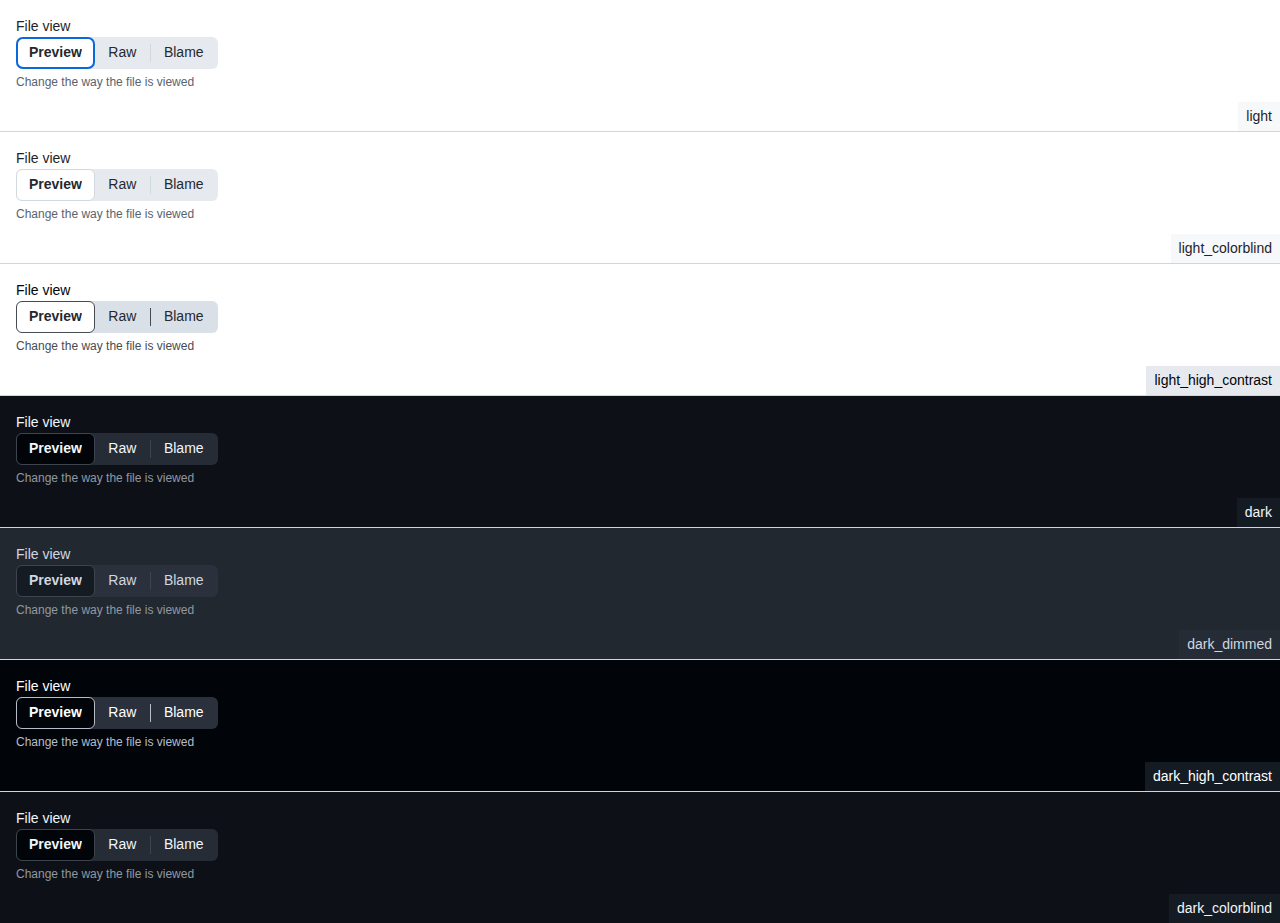 File view
Preview Raw Blame
Change the way the file is viewed
light
File view
Preview Raw Blame
Change the way the file is viewed
light_colorblind
File view
Preview Raw Blame
Change the way the file is viewed
light_high_contrast
File view
Preview Raw Blame
Change the way the file is viewed
dark
File view
Preview Raw Blame
Change the way the file is viewed
dark_dimmed
File view
Preview Raw Blame
Change the way the file is viewed
dark_high_contrast
File view
Preview Raw Blame
Change the way the file is viewed
dark_colorblind